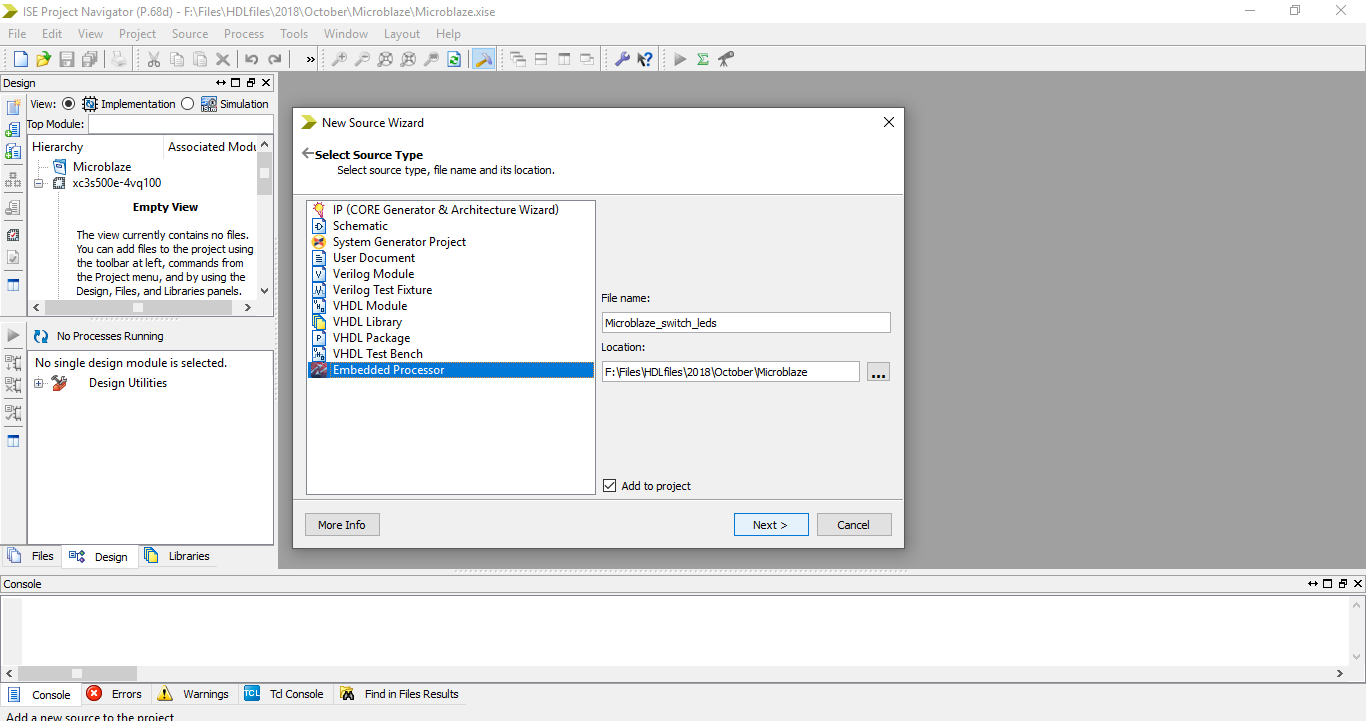 ISE Project Navigator (P.68d) - F:\Files\HDLfiles\2018\October\Microblaze\Microblaze.xise
File Edit View Project Source Process Tools Window Layout Help
»
Design
View: Implementation Simulation
Top Module:
Hierarchy Associated Modu
Microblaze
xc3s500e-4vq100
Empty View
The view currently contains no files.
You can add files to the project using
the toolbar at left, commands from
the Project menu, and by using the
Design, Files, and Libraries panels.
No Processes Running
No single design module is selected.
Design Utilities
Files Design Libraries
New Source Wizard
Select Source Type
Select source type, file name and its location.
IP (CORE Generator & Architecture Wizard)
Schematic
System Generator Project
User Document
Verilog Module
Verilog Test Fixture
VHDL Module
VHDL Library
VHDL Package
VHDL Test Bench
Embedded Processor
File name:
Microblaze_switch_leds
Location:
F:\Files\HDLfiles\2018\October\Microblaze
...
Add to project
More Info Next > Cancel
Console
Console Errors Warnings TCL Tcl Console Find in Files Results
Add a new source to the project